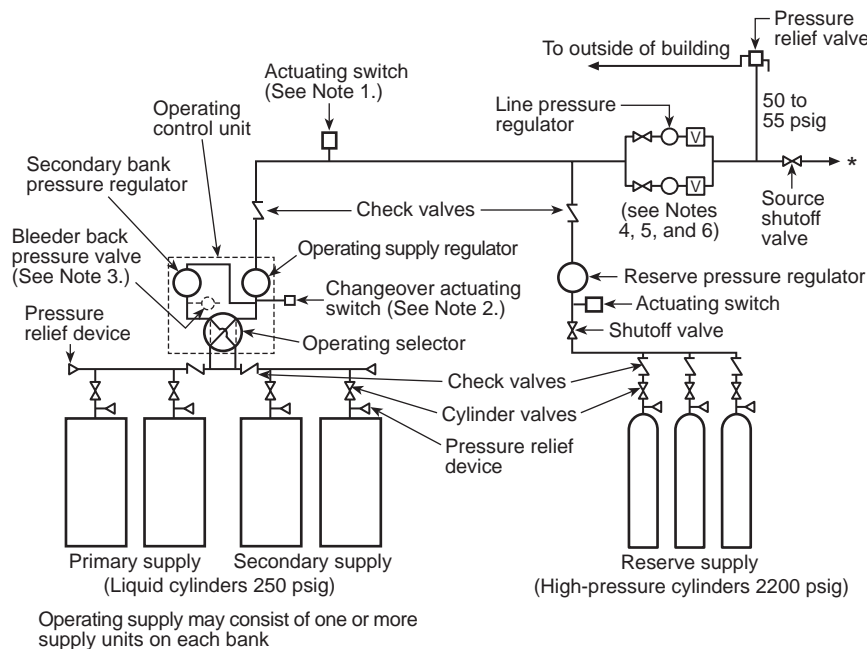 Pressure
relief valve
To outside of building
Actuating switch
(See Note 1.)
Line pressure
regulator
50 to
55 psig
Operating
control unit
Secondary bank
pressure regulator
V
V
*
Check valves
(see Notes
4, 5, and 6)
Source
shutoff
valve
Bleeder back
pressure valve
(See Note 3.)
Operating supply regulator
Reserve pressure regulator
Changeover actuating
switch (See Note 2.)
Actuating switch
Pressure
relief device
Operating selector
Shutoff valve
Check valves
Cylinder valves
Pressure relief
device
Primary supply
Secondary supply
(Liquid cylinders 250 psig)
Reserve supply
(High-pressure cylinders 2200 psig)
Operating supply may consist of one or more
supply units on each bank